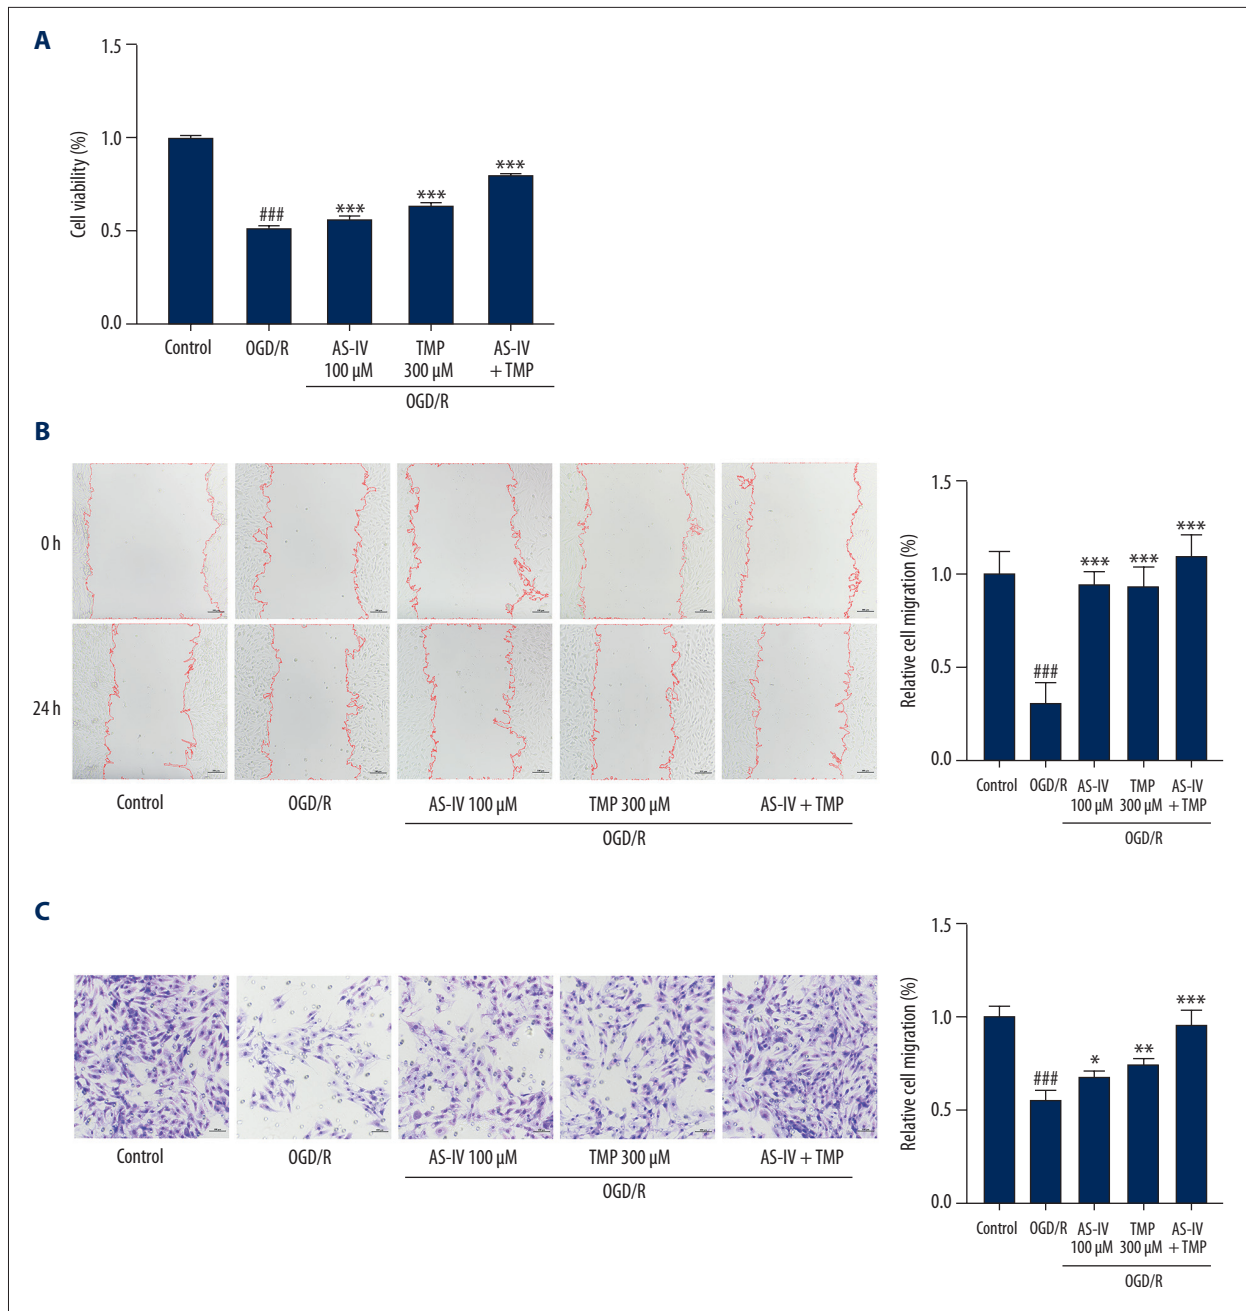 A
1.5
1.0
0.5
0.0
Cell viability (%)
###
***
***
***
Control
OGD/R
AS-IV
100 µM
TMP
300 µM
AS-IV
+ TMP
OGD/R
B
0 h
24 h
Control
OGD/R
AS-IV 100 µM
TMP 300 µM
AS-IV + TMP
OGD/R
1.5
1.0
0.5
0.0
Relative cell migration (%)
###
***
***
***
Control
OGD/R
AS-IV
100 µM
TMP
300 µM
AS-IV
+ TMP
OGD/R
C
Control
OGD/R
AS-IV 100 µM
TMP 300 µM
AS-IV + TMP
OGD/R
1.5
1.0
0.5
0.0
Relative cell migration (%)
###
*
**
***
Control
OGD/R
AS-IV
100 µM
TMP
300 µM
AS-IV
+ TMP
OGD/R